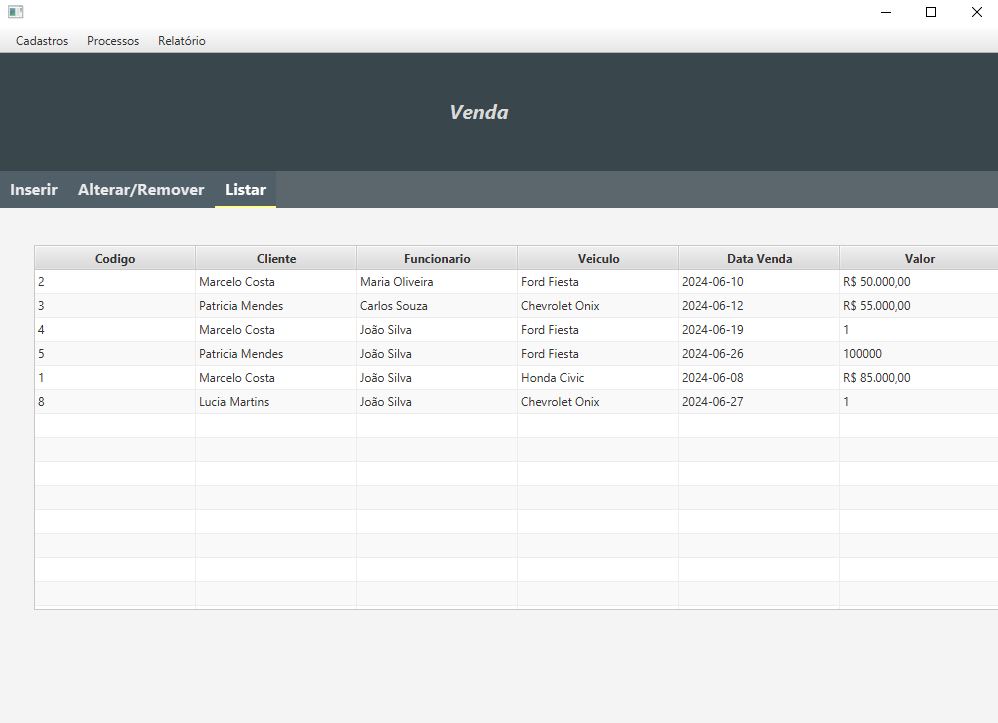 Cadastros Processos Relatório
Venda
Inserir Alterar/Remover Listar
Codigo Cliente Funcionario Veiculo Data Venda Valor
2 Marcelo Costa Maria Oliveira Ford Fiesta 2024-06-10 R$ 50.000,00
3 Patricia Mendes Carlos Souza Chevrolet Onix 2024-06-12 R$ 55.000,00
4 Marcelo Costa João Silva Ford Fiesta 2024-06-19 1
5 Patricia Mendes João Silva Ford Fiesta 2024-06-26 100000
1 Marcelo Costa João Silva Honda Civic 2024-06-08 R$ 85.000,00
8 Lucia Martins João Silva Chevrolet Onix 2024-06-27 1